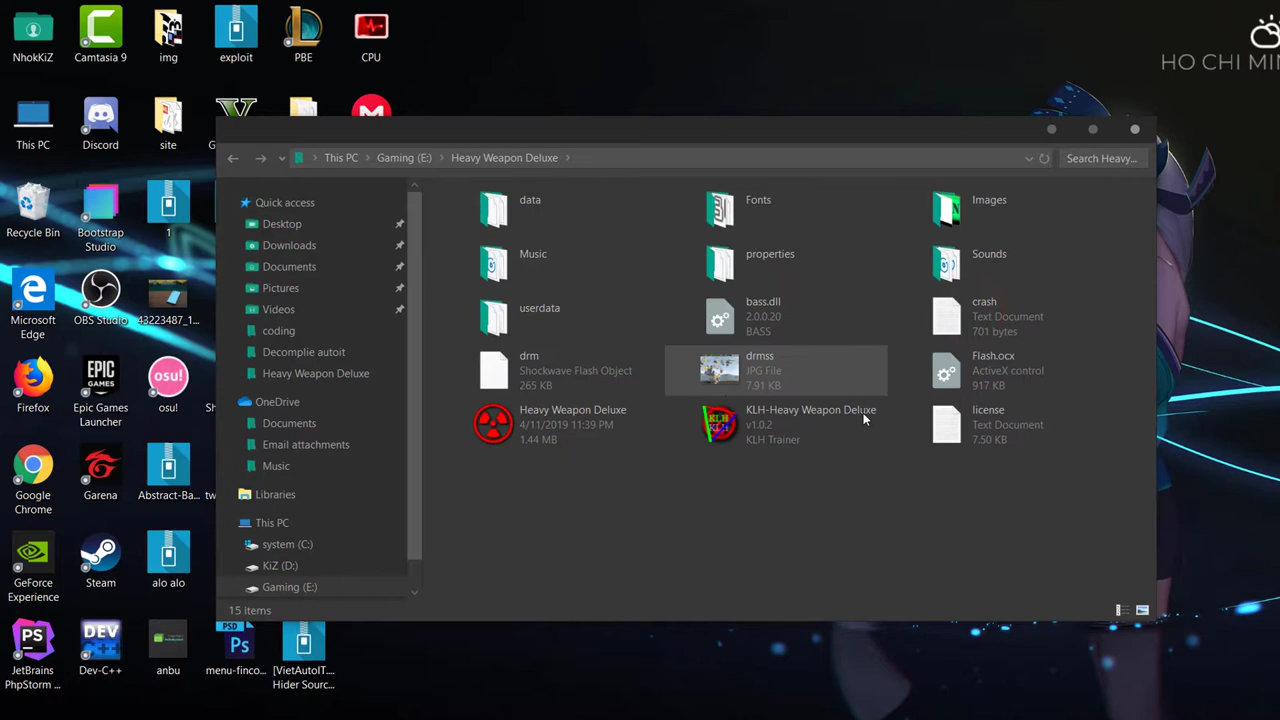 NhokKiZ
Camtasia 9
img
exploit
PBE
CPU
HO CHI MIN
This PC
Discord
site
Recycle Bin
Bootstrap
Studio
1
Microsoft
Edge
OBS Studio
43223487_1...
Firefox
Epic Games
Launcher
osu!
Google
Chrome
Garena
Abstract-Ba...
GeForce
Experience
Steam
alo alo
JetBrains
PhpStorm ...
Dev-C++
anbu
menu-finco...
[VietAutoIT....
Hider Sourc...
This PC
Gaming (E:)
Heavy Weapon Deluxe
Search Heavy...
Quick access
Desktop
Downloads
Documents
Pictures
Videos
coding
Decomplie autoit
Heavy Weapon Deluxe
OneDrive
Documents
Email attachments
Music
Libraries
This PC
system (C:)
KiZ (D:)
Gaming (E:)
data
Fonts
Images
Music
properties
Sounds
userdata
bass.dll
2.0.0.20
BASS
crash
Text Document
701 bytes
drm
Shockwave Flash Object
265 KB
drmss
JPG File
7.91 KB
Flash.ocx
ActiveX control
917 KB
Heavy Weapon Deluxe
4/11/2019 11:39 PM
1.44 MB
KLH-Heavy Weapon Deluxe
v1.0.2
KLH Trainer
license
Text Document
7.50 KB
15 items